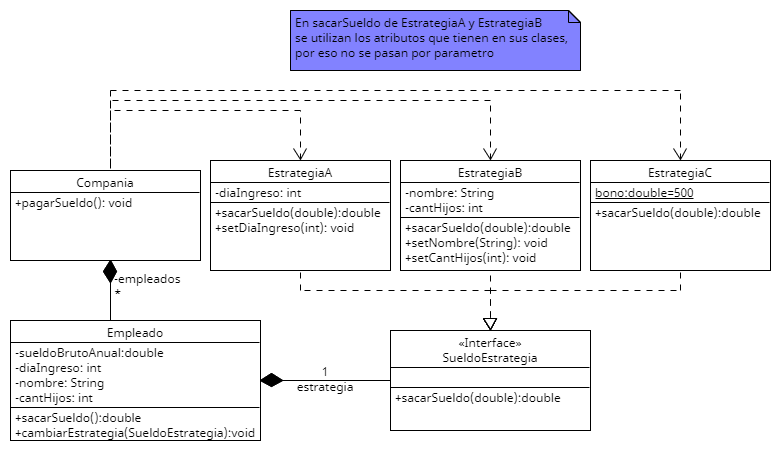 En sacarSueldo de EstrategiaA y EstrategiaB
se utilizan los atributos que tienen en sus clases,
por eso no se pasan por parametro
Compania
+pagarSueldo(): void
EstrategiaA
-diaIngreso: int
+sacarSueldo(double):double
+setDiaIngreso(int): void
EstrategiaB
-nombre: String
-cantHijos: int
+sacarSueldo(double):double
+setNombre(String): void
+setCantHijos(int): void
EstrategiaC
bono:double=500
+sacarSueldo(double):double
-empleados
*
Empleado
-sueldoBrutoAnual:double
-diaIngreso: int
-nombre: String
-cantHijos: int
+sacarSueldo():double
+cambiarEstrategia(SueldoEstrategia):void
1
estrategia
«Interface»
SueldoEstrategia
+sacarSueldo(double):double